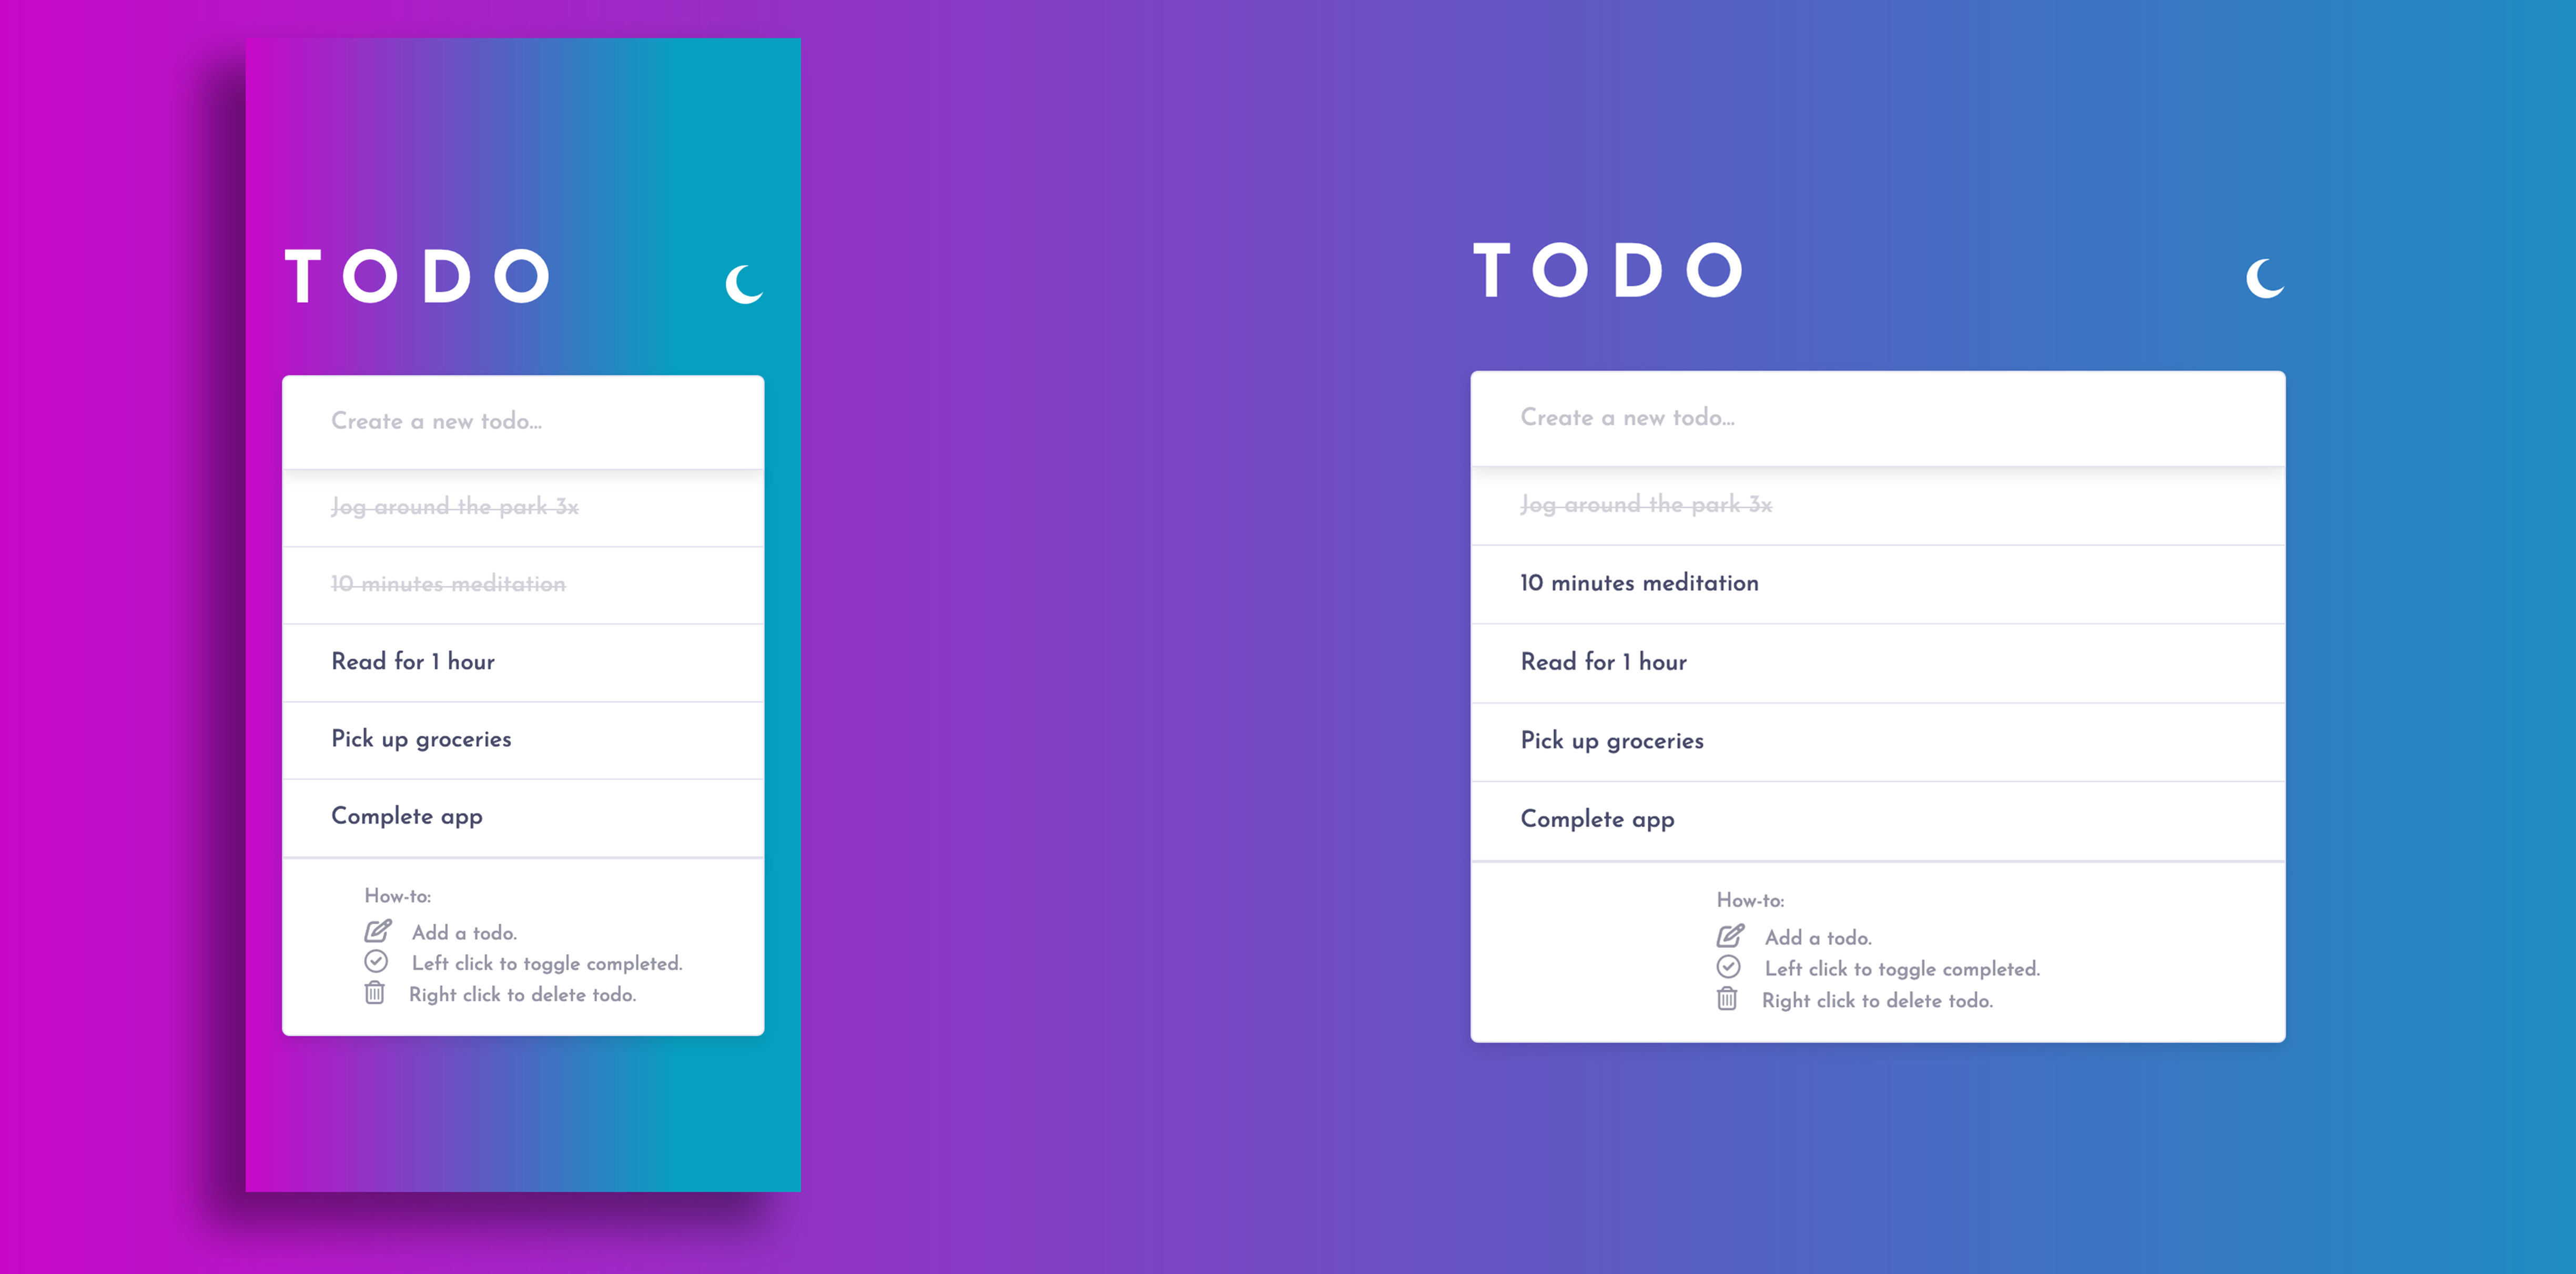 TODO
Create a new todo...
Jog around the park 3x
10 minutes meditation
Read for 1 hour
Pick up groceries
Complete app
How-to:
Add a todo.
Left click to toggle completed.
Right click to delete todo.
TODO
Create a new todo...
Jog around the park 3x
10 minutes meditation
Read for 1 hour
Pick up groceries
Complete app
How-to:
Add a todo.
Left click to toggle completed.
Right click to delete todo.